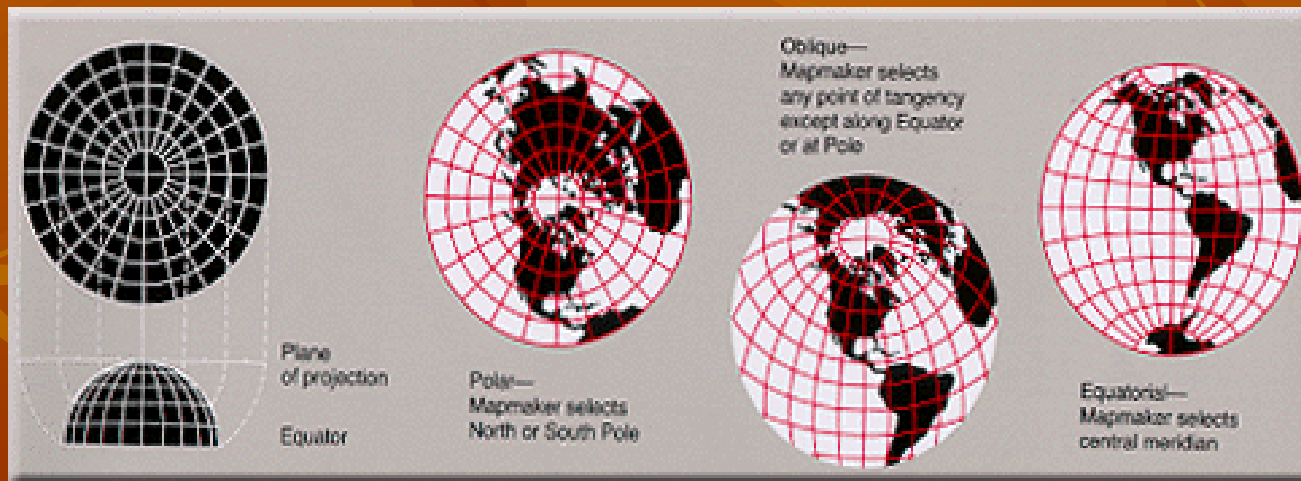 Plane
of projection
Equator
Polar—
Mapmaker selects
North or South Pole
Oblique—
Mapmaker selects
any point of tangency
except along Equator
or at Pole
Equatorial—
Mapmaker selects
central meridian